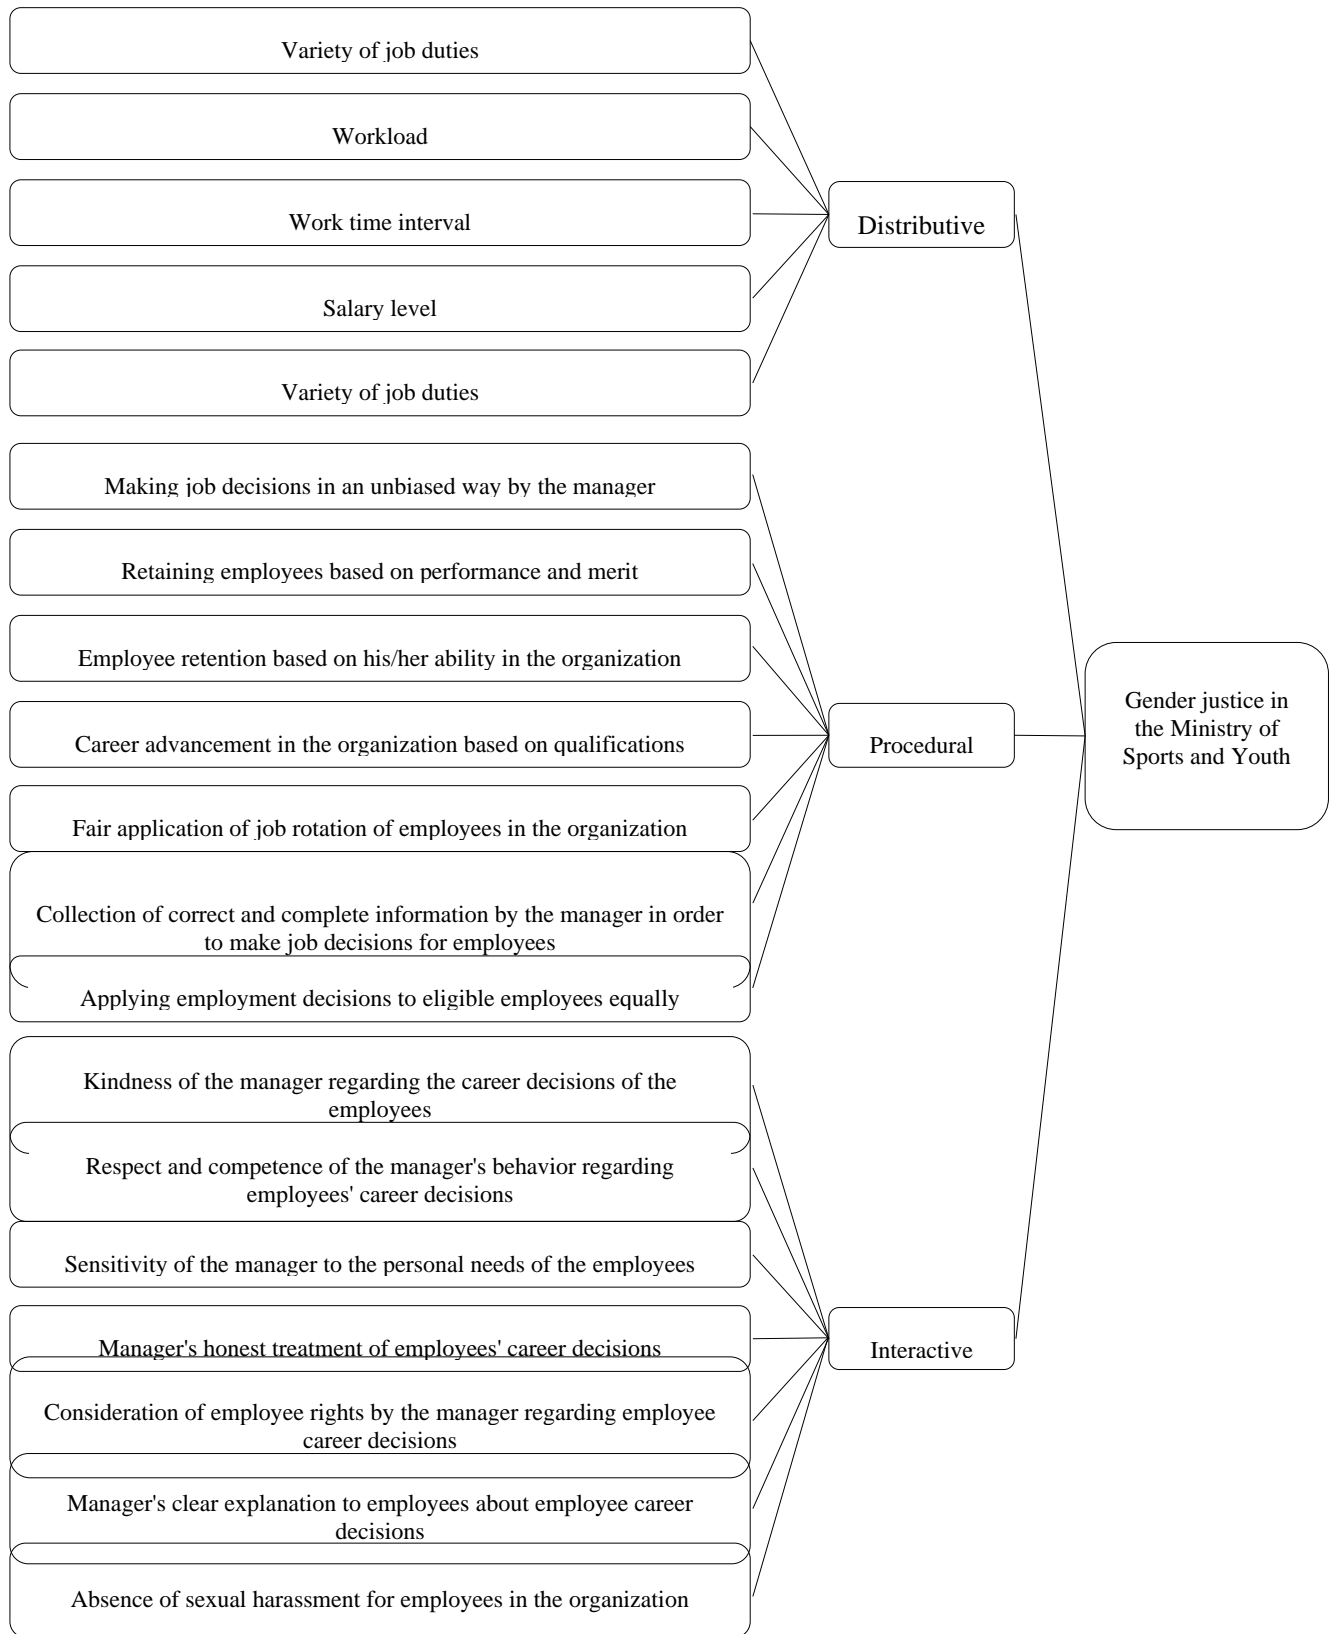 Variety of job duties
Workload
Work time interval
Salary level
Variety of job duties
Distributive
Making job decisions in an unbiased way by the manager
Retaining employees based on performance and merit
Employee retention based on his/her ability in the organization
Career advancement in the organization based on qualifications
Fair application of job rotation of employees in the organization
Collection of correct and complete information by the manager in order
to make job decisions for employees
Applying employment decisions to eligible employees equally
Procedural
Kindness of the manager regarding the career decisions of the
employees
Respect and competence of the manager's behavior regarding
employees' career decisions
Sensitivity of the manager to the personal needs of the employees
Manager's honest treatment of employees' career decisions
Consideration of employee rights by the manager regarding employee
career decisions
Manager's clear explanation to employees about employee career
decisions
Absence of sexual harassment for employees in the organization
Interactive
Gender justice in
the Ministry of
Sports and Youth